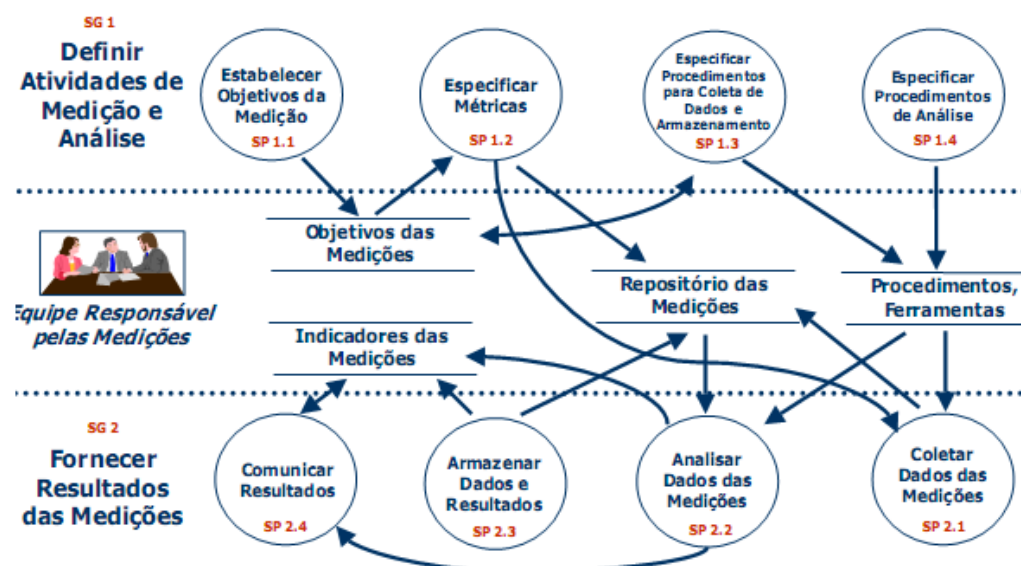 SG 1
Definir
Atividades de
Medição e
Análise
Estabelecer
Objetivos da
Medição
SP 1.1
Especificar
Métricas
SP 1.2
Especificar
Procedimentos
para Coleta de
Dados e
Armazenamento
SP 1.3
Especificar
Procedimentos
de Análise
SP 1.4
Objetivos das
Medições
Repositório das
Medições
Procedimentos,
Ferramentas
Equipe Responsável
pelas Medições
Indicadores das
Medições
SG 2
Fornecer
Resultados
das Medições
Comunicar
Resultados
SP 2.4
Armazenar
Dados e
Resultados
SP 2.3
Analisar
Dados das
Medições
SP 2.2
Coletar
Dados das
Medições
SP 2.1